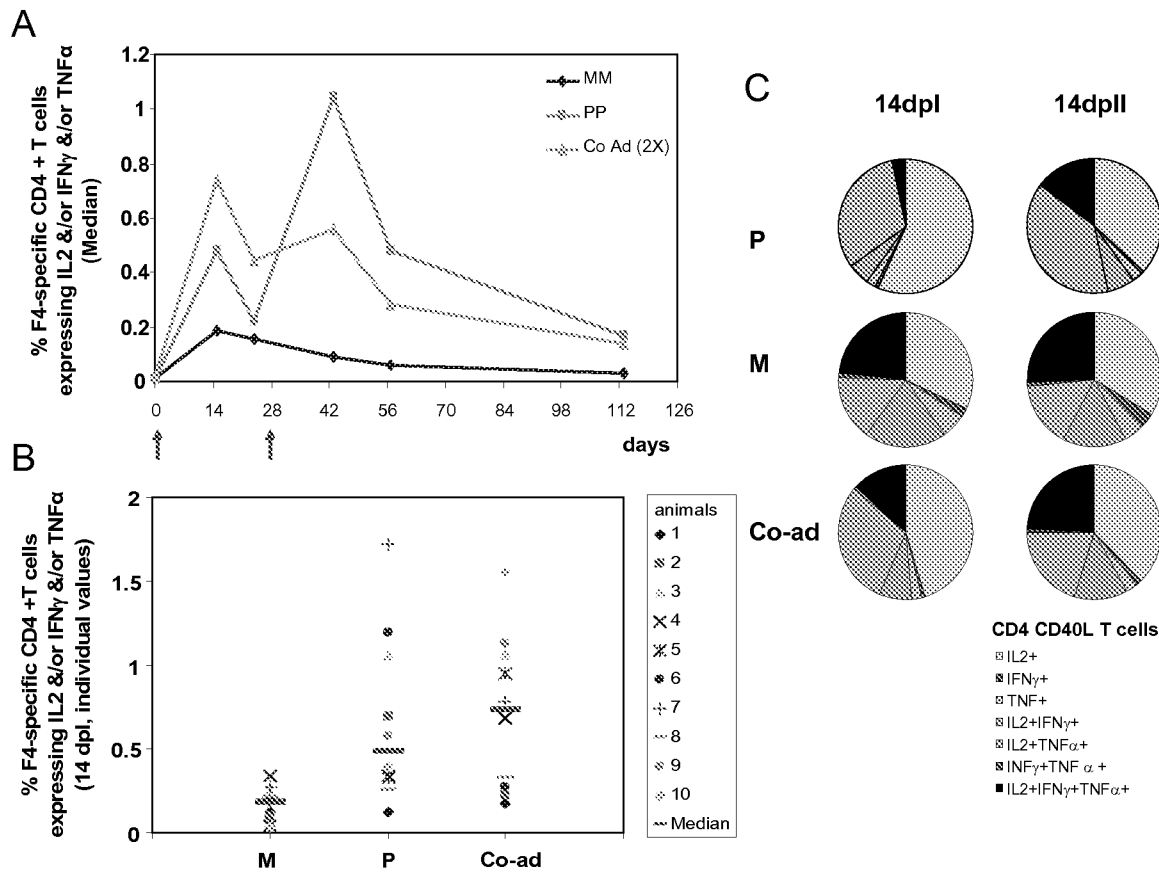 A
% F4-specific CD4 + T cells
expressing IL2 &/or IFNγ &/or TNFα
(Median)
1.2
1
0.8
0.6
0.4
0.2
0
MM
PP
Co Ad (2X)
0 14 28 42 56 70 84 98 112 126
days
B
% F4-specific CD4 +T cells
expressing IL2 &/or IFNγ &/or TNFα
(14 dpI, individual values)
2
1.5
1
0.5
0
M P Co-ad
animals
1
2
3
4
5
6
7
8
9
10
Median
C
14dpI 14dpII
P
M
Co-ad
CD4 CD40L T cells
IL2+
IFNγ+
TNF+
IL2+IFNγ+
IL2+TNFα+
INFγ+TNF α +
IL2+IFNγ+TNFα+